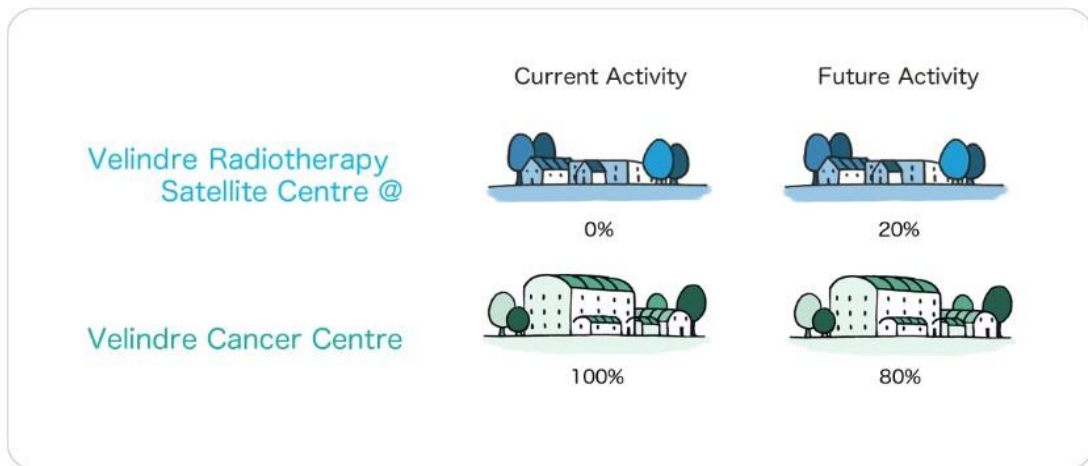 Current Activity Future Activity
Velindre Radiotherapy
Satellite Centre @
0% 20%
Velindre Cancer Centre
100% 80%